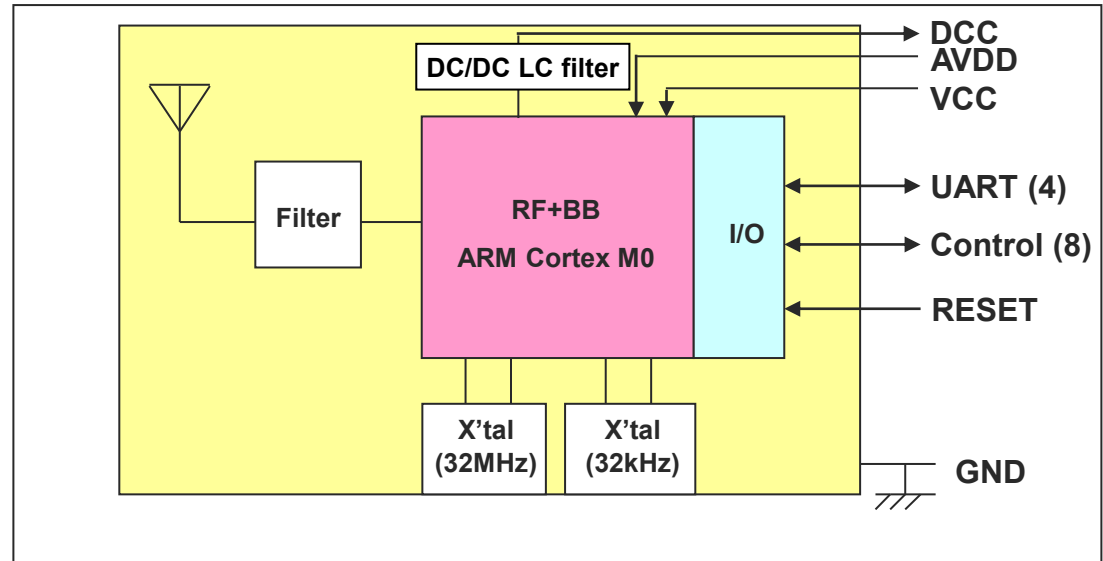 DCC
DC/DC LC filter
AVDD
VCC
UART (4)
Filter
RF+BB
I/O
ARM Cortex M0
Control (8)
RESET
X’tal
(32MHz)
X’tal
(32kHz)
GND